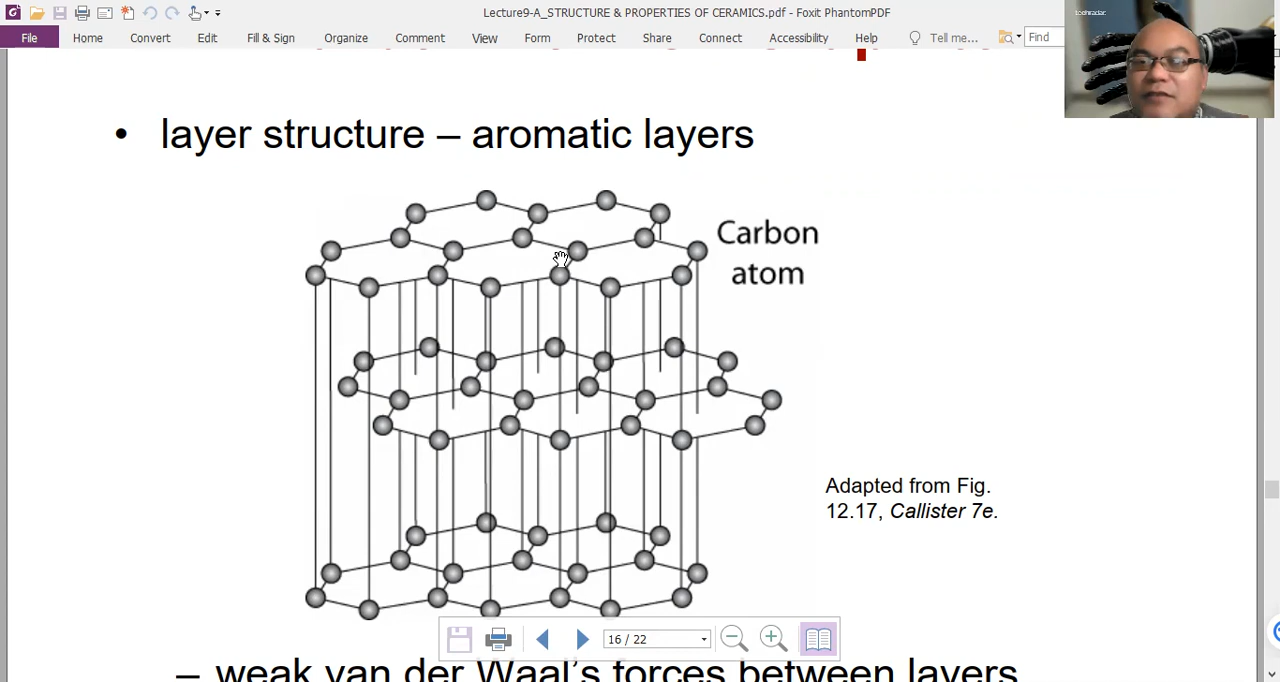 Lecture9-A_STRUCTURE & PROPERTIES OF CERAMICS.pdf - Foxit PhantomPDF
File Home Convert Edit Fill & Sign Organize Comment View Form Protect Share Connect Accessibility Help Tell me... Find
techradar.
• layer structure – aromatic layers
Carbon
atom
Adapted from Fig.
12.17, Callister 7e.
16 / 22
– weak van der Waal's forces between layers